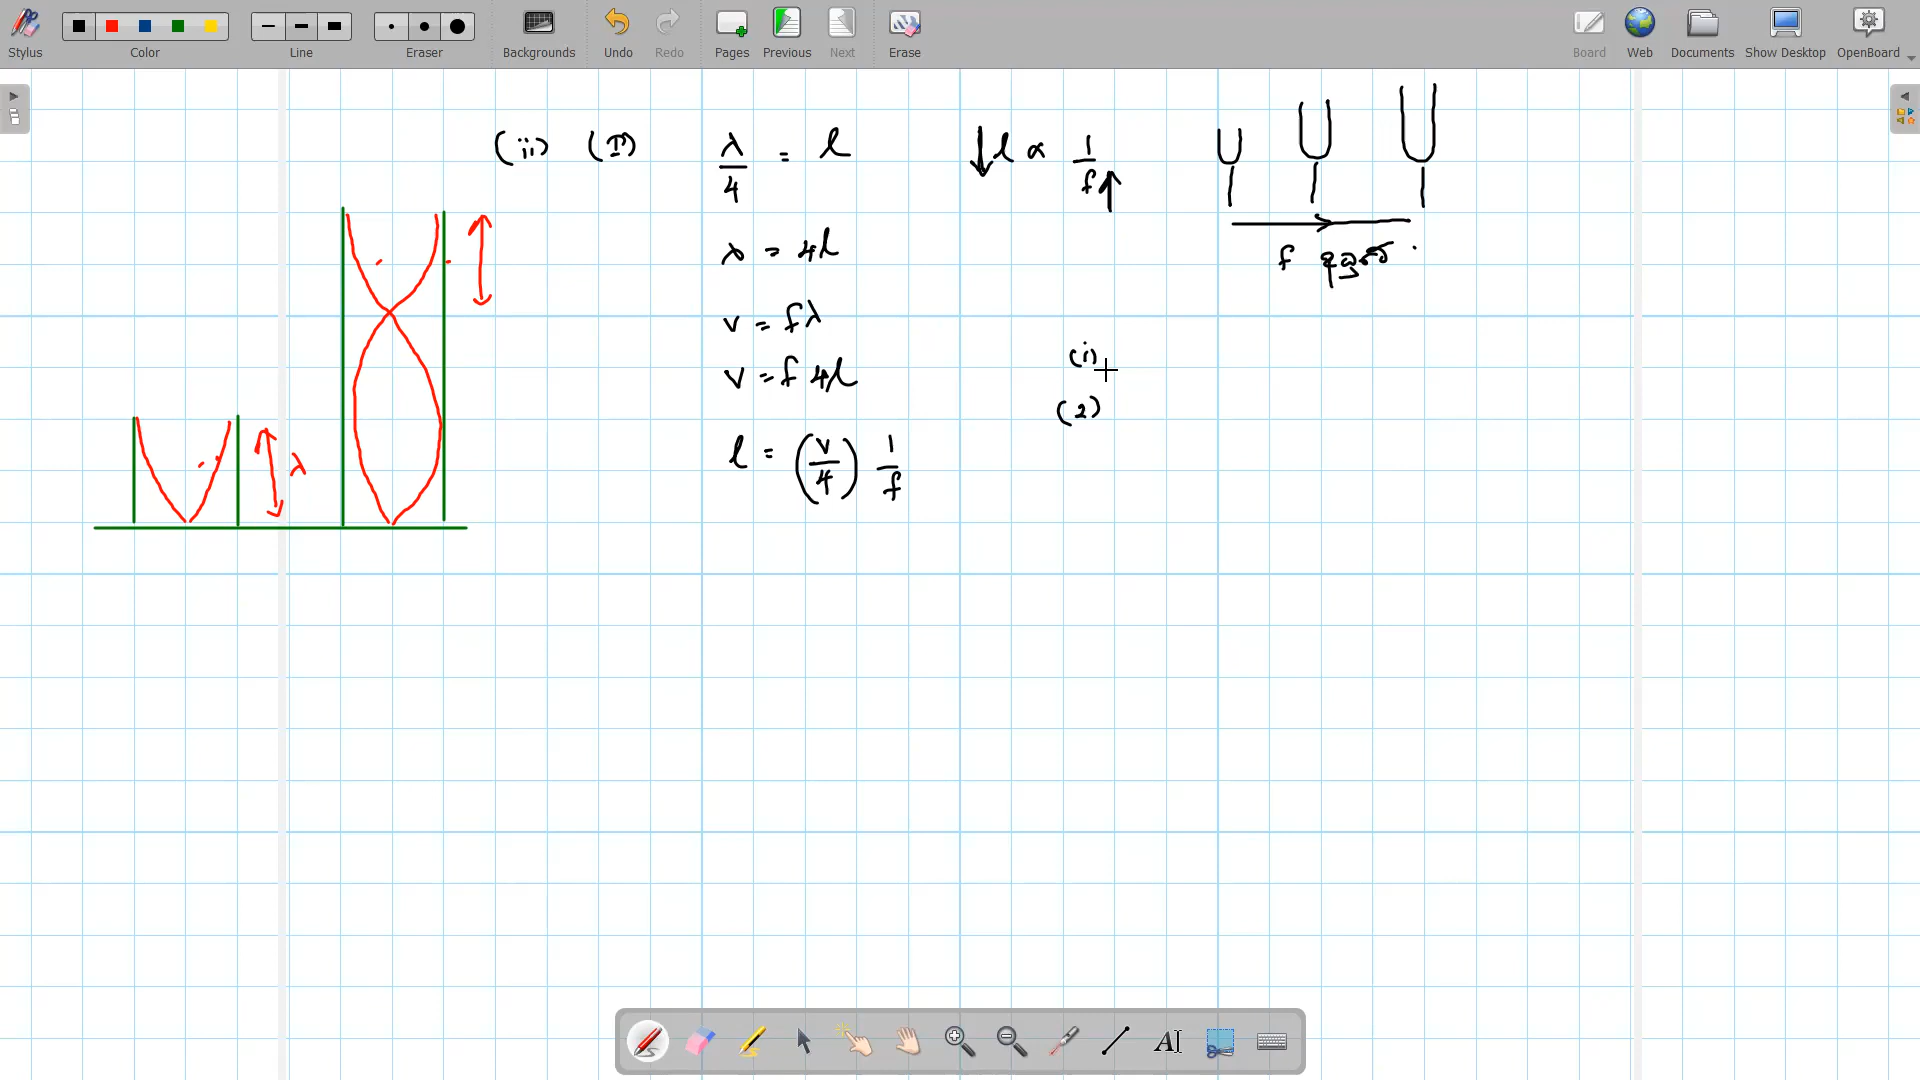 Stylus Color Line Eraser Backgrounds Undo Redo Pages Previous Next Erase Board Web Documents Show Desktop OpenBoard
(ii) (I) λ/4 = l
λ = 4l
v = fλ
v = f 4l
l = (v/4) 1/f
↓l ∝ 1/f↑
f
(i)
(2)
λ